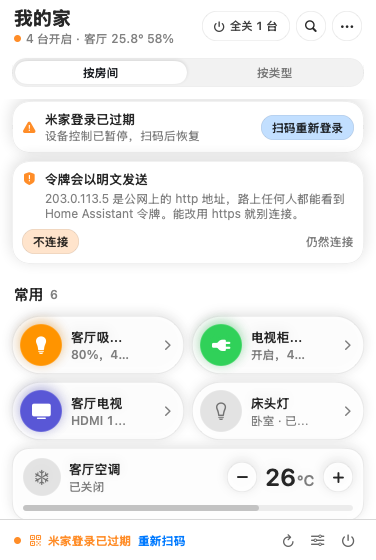 我的家
4 台开启 · 客厅 25.8° 58%
全关 1 台
按房间
按类型
米家登录已过期
设备控制已暂停，扫码后恢复
扫码重新登录
令牌会以明文发送
203.0.113.5 是公网上的 http 地址，路上任何人都能看到
Home Assistant 令牌。能改用 https 就别连接。
不连接
仍然连接
常用 6
客厅吸...
80%，4...
电视柜...
开启，4...
客厅电视
HDMI 1...
床头灯
卧室 · 已...
客厅空调
已关闭
26°C
米家登录已过期 重新扫码